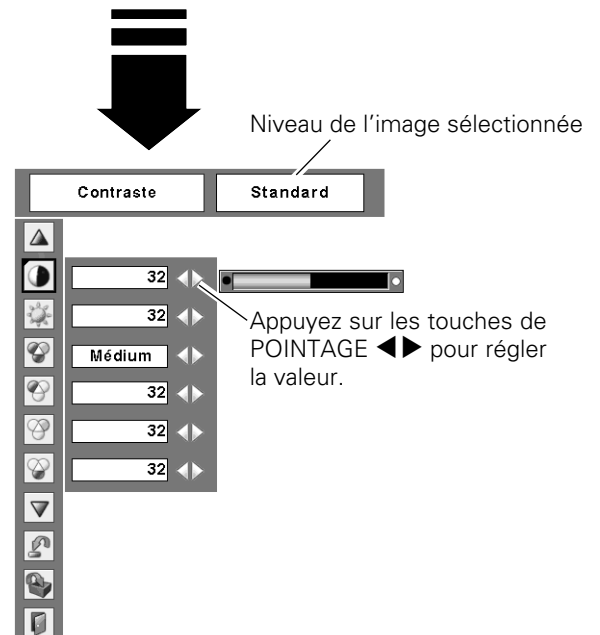 Niveau de l'image sélectionnée
Contraste Standard
32
32
Appuyez sur les touches de
POINTAGE ◀▶ pour régler
la valeur.
Médium
32
32
32